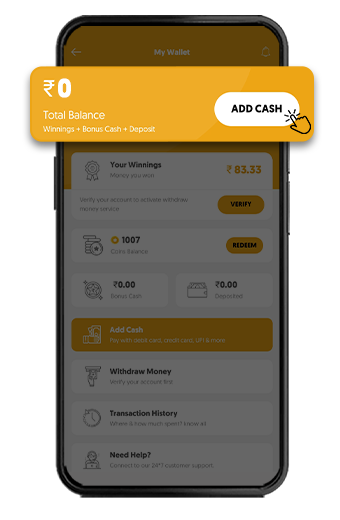 My Wallet
₹0
Total Balance
Winnings + Bonus Cash + Deposit
ADD CASH
Your Winnings
Money you won
₹83.33
Verify your account to activate withdraw
money service
VERIFY
1007
Coins Balance
REDEEM
₹0.00
Bonus Cash
₹0.00
Deposited
Add Cash
Pay with debit card, credit card, UPI & more!
Withdraw Money
Verify your account first
Transaction History
Where & how much spent? know all
Need Help?
Connect to our 24*7 customer support